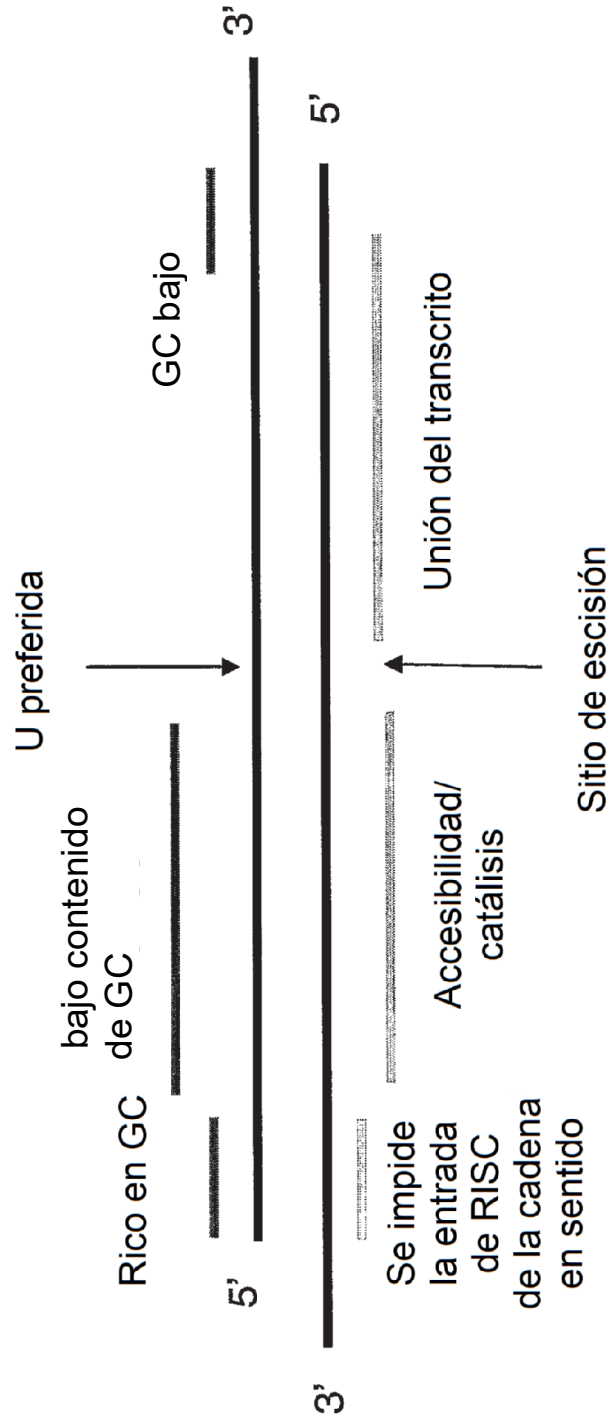 U preferida
bajo contenido
de GC
Rico en GC
GC bajo
5’
3’
3’
5’
Se impide
la entrada
de RISC
de la cadena
en sentido
Accesibilidad/
catálisis
Unión del transcrito
Sitio de escisión